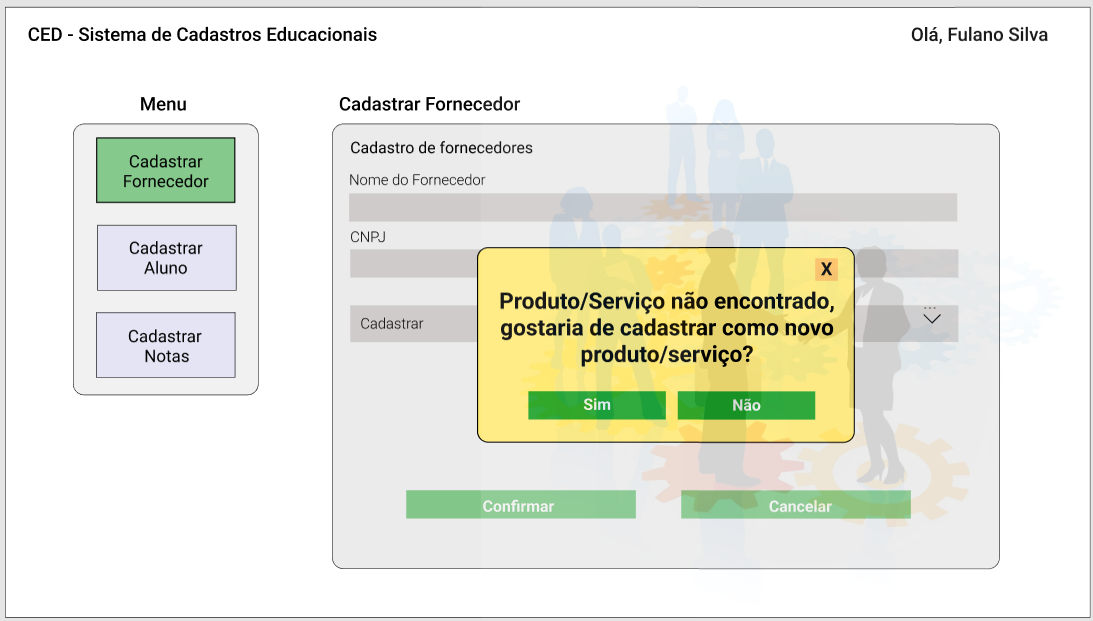 CED - Sistema de Cadastros Educacionais
Olá, Fulano Silva
Menu
Cadastrar
Fornecedor
Cadastrar
Aluno
Cadastrar
Notas
Cadastrar Fornecedor
Cadastro de fornecedores
Nome do Fornecedor
CNPJ
Cadastrar
...
X
Produto/Serviço não encontrado,
gostaria de cadastrar como novo
produto/serviço?
Sim
Não
Confirmar
Cancelar